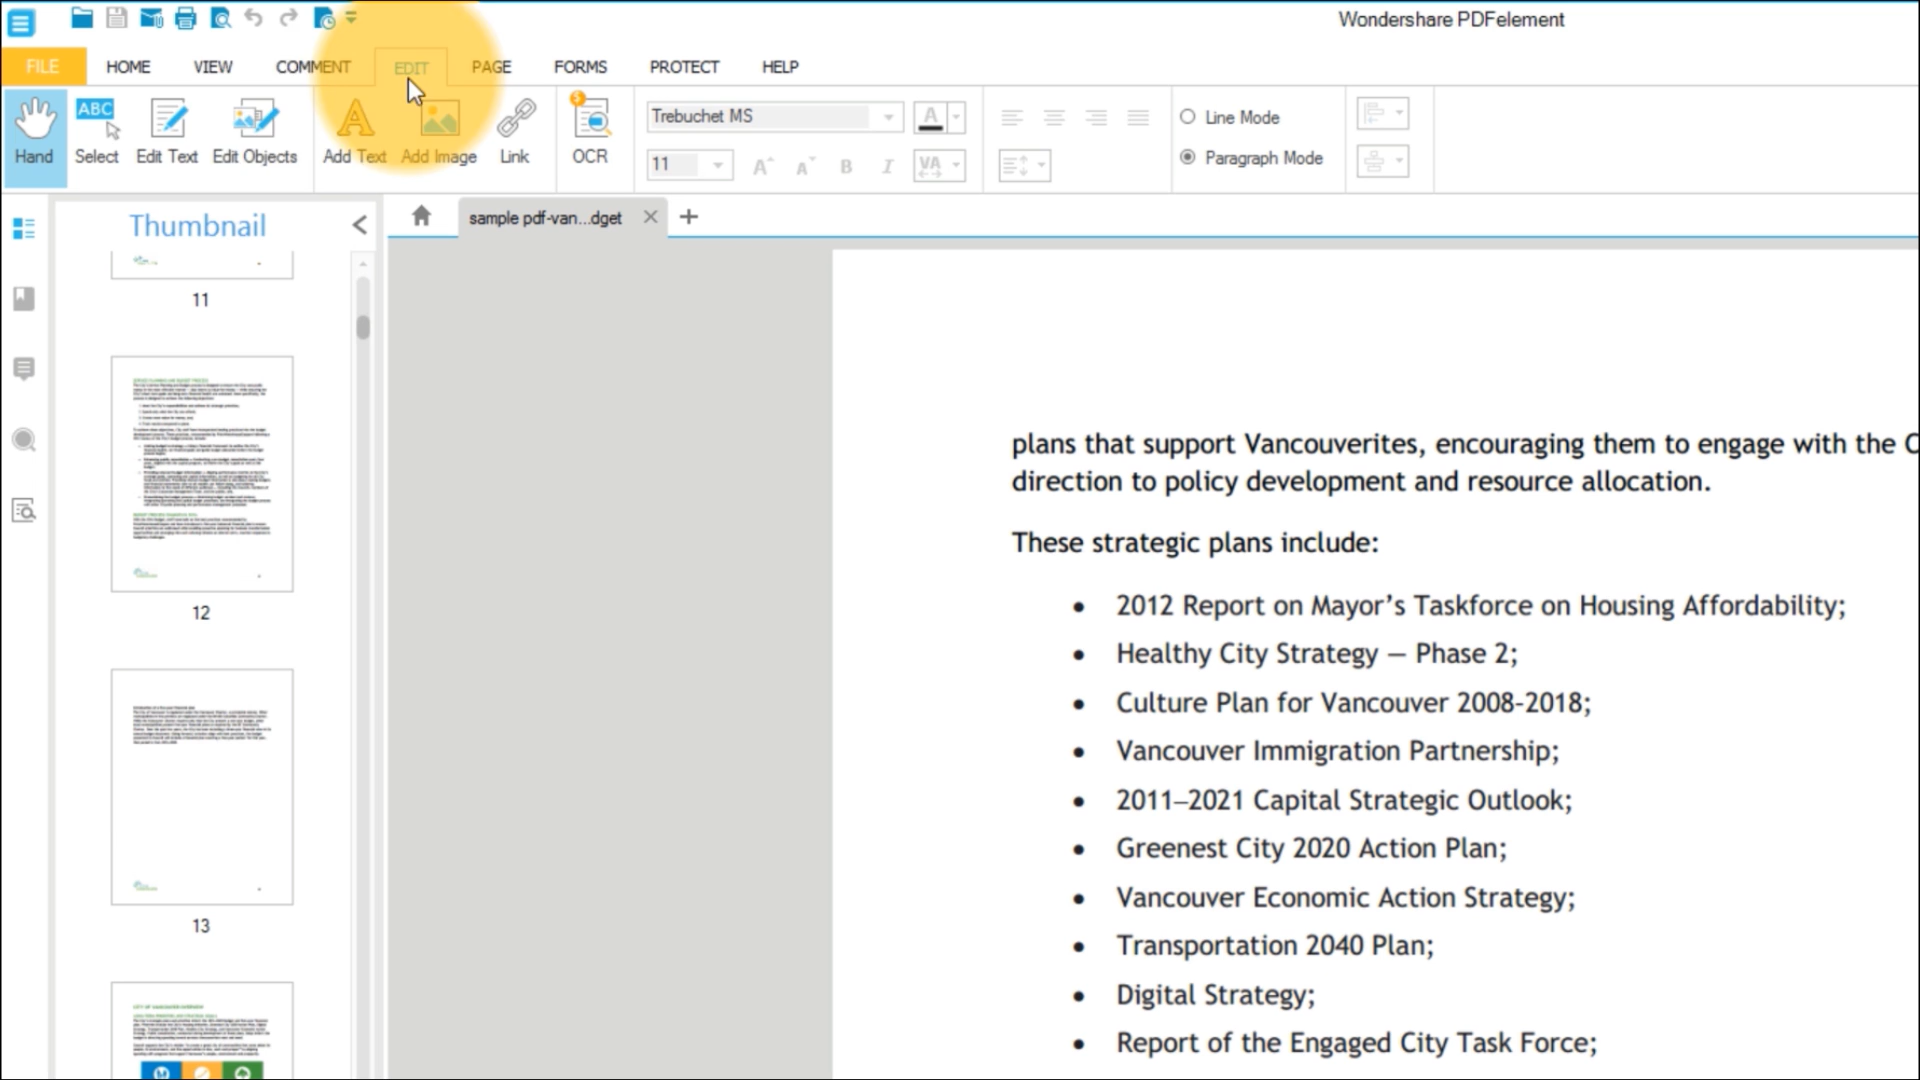 Wondershare PDFelement
FILE HOME VIEW COMMENT EDIT PAGE FORMS PROTECT HELP
ABC A $ Trebuchet MS A Line Mode
Hand Select Edit Text Edit Objects Add Text Add Image Link OCR 11 A A B I VA Paragraph Mode
Thumbnail
sample pdf-van...dget
11
12
13
plans that support Vancouverites, encouraging them to engage with the C
direction to policy development and resource allocation.
These strategic plans include:
• 2012 Report on Mayor’s Taskforce on Housing Affordability;
• Healthy City Strategy — Phase 2;
• Culture Plan for Vancouver 2008-2018;
• Vancouver Immigration Partnership;
• 2011–2021 Capital Strategic Outlook;
• Greenest City 2020 Action Plan;
• Vancouver Economic Action Strategy;
• Transportation 2040 Plan;
• Digital Strategy;
• Report of the Engaged City Task Force;